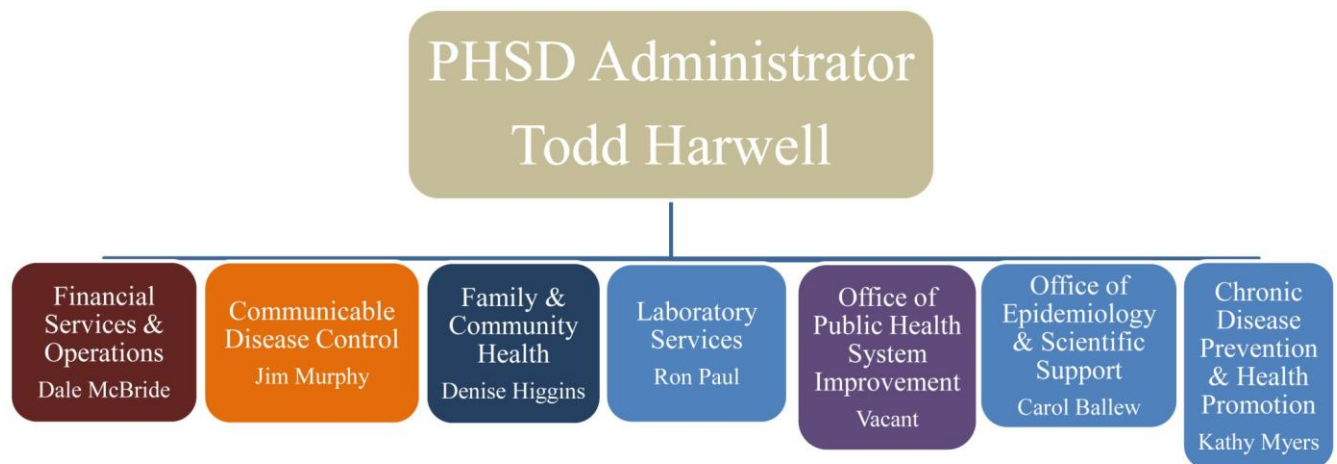 PHSD Administrator
Todd Harwell
Financial
Services &
Operations
Dale McBride
Communicable
Disease Control
Jim Murphy
Family &
Community
Health
Denise Higgins
Laboratory
Services
Ron Paul
Office of
Public Health
System
Improvement
Vacant
Office of
Epidemiology
& Scientific
Support
Carol Ballew
Chronic
Disease
Prevention
& Health
Promotion
Kathy Myers